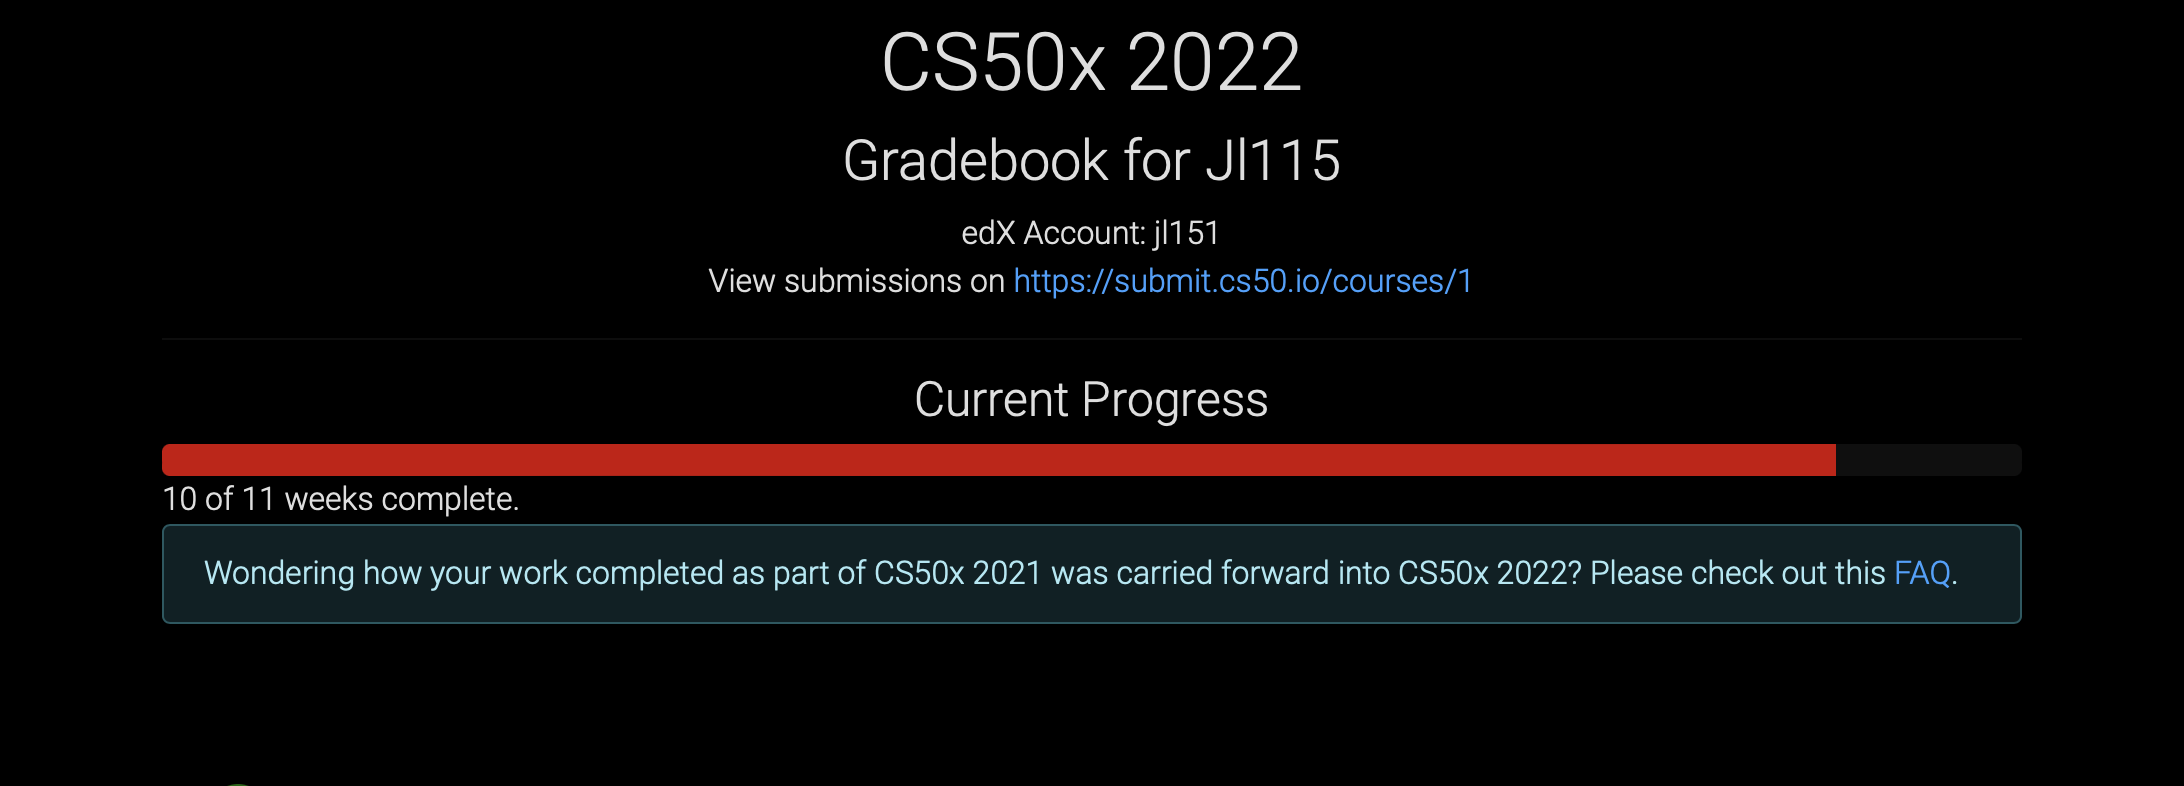 CS50x 2022
Gradebook for Jl115
edX Account: jl151
View submissions on https://submit.cs50.io/courses/1
Current Progress
10 of 11 weeks complete.
Wondering how your work completed as part of CS50x 2021 was carried forward into CS50x 2022? Please check out this FAQ.